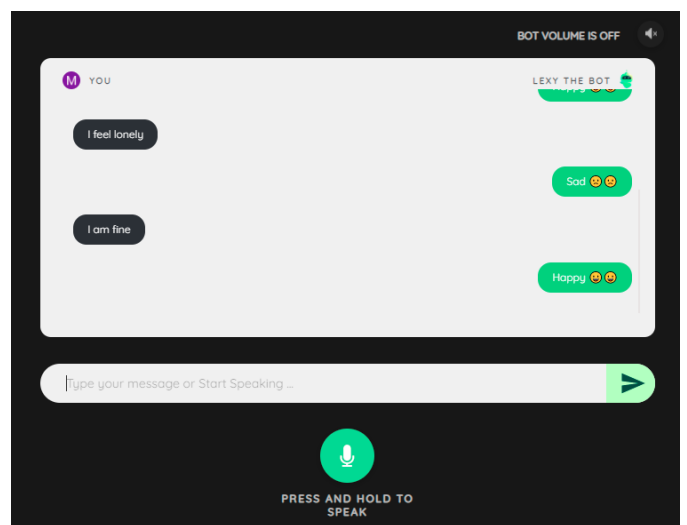 BOT VOLUME IS OFF
M YOU
LEXY THE BOT
Happy
I feel lonely
Sad 😟😟
I am fine
Happy 😀😀
Type your message or Start Speaking ...
PRESS AND HOLD TO
SPEAK